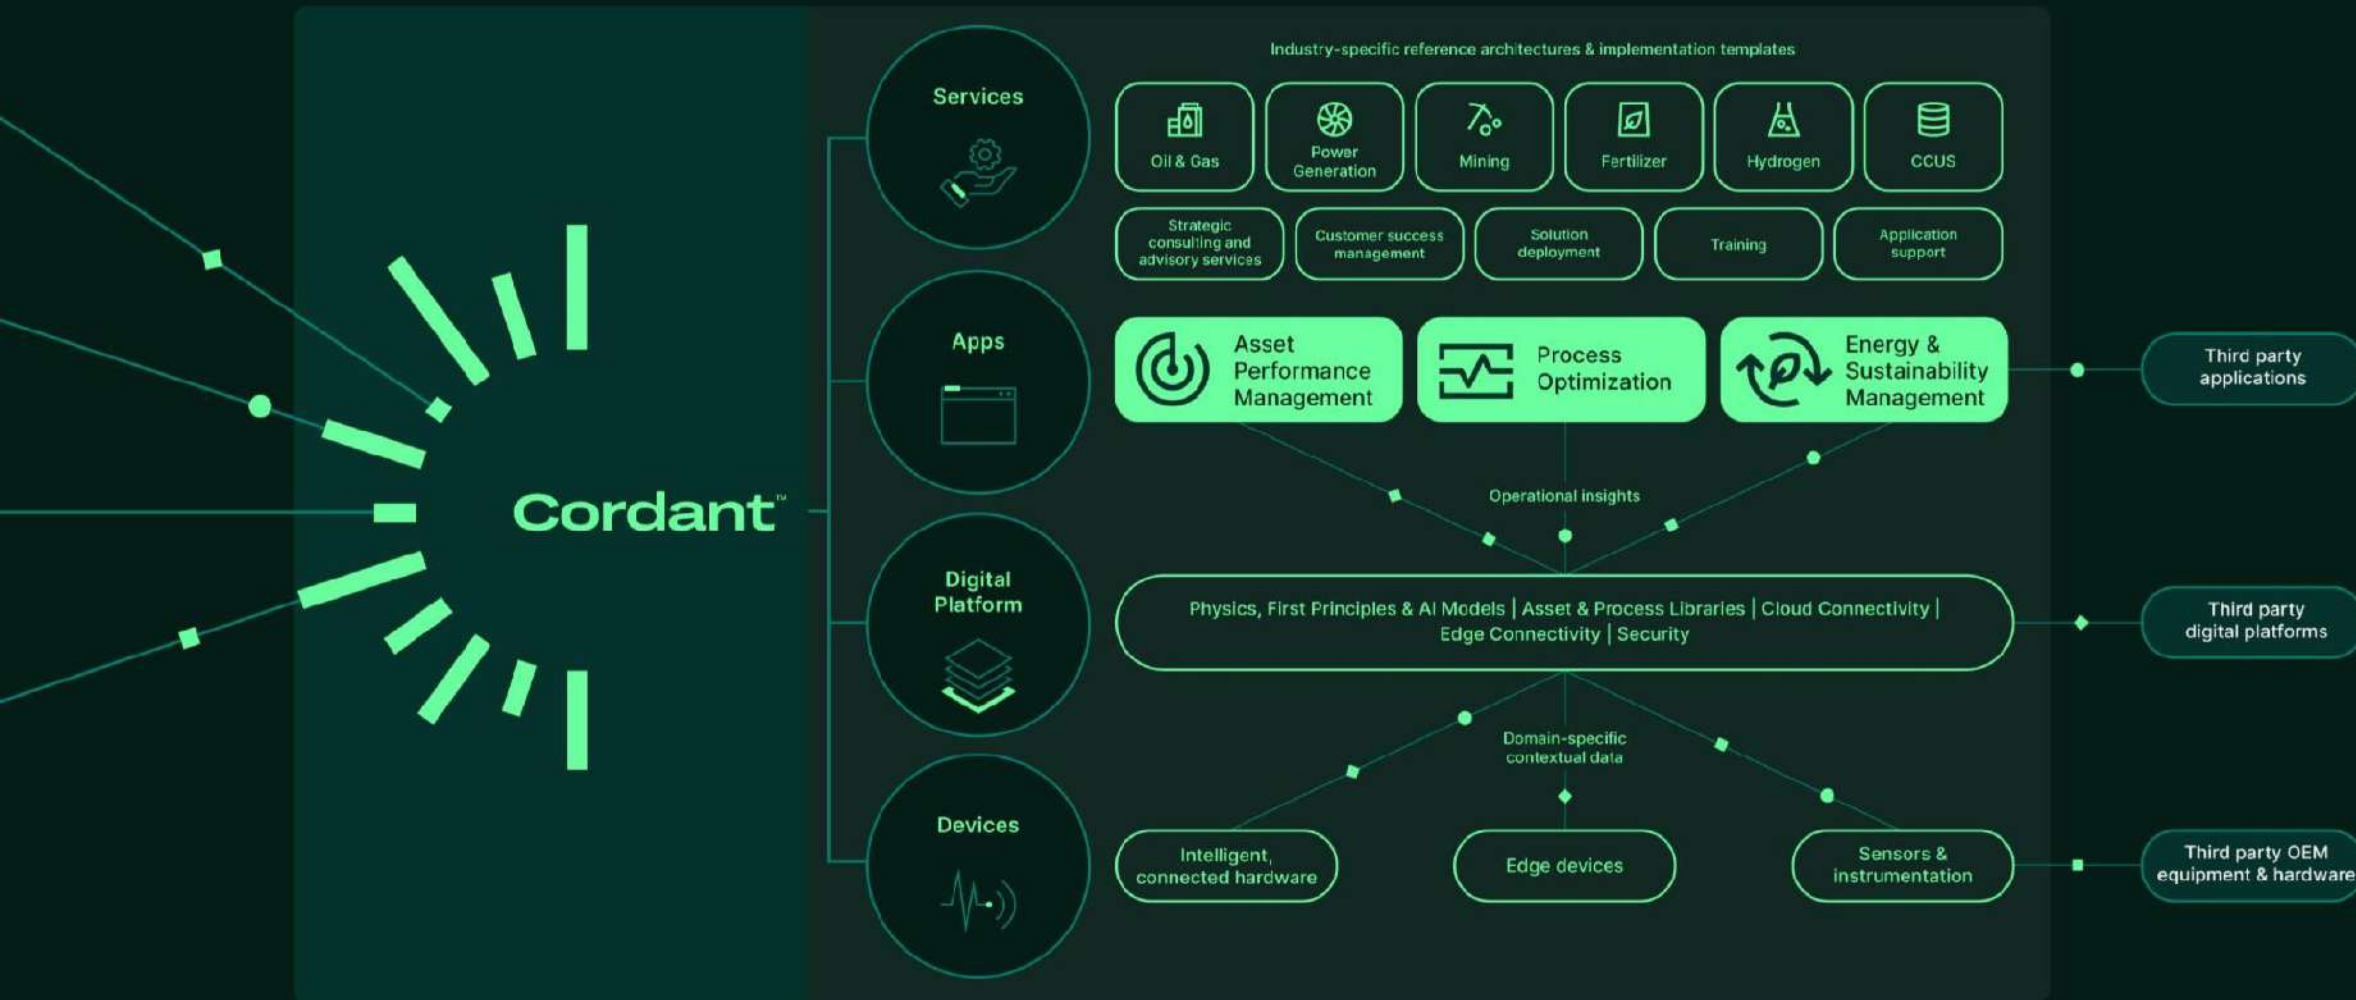 Cordant™
Services
Industry-specific reference architectures & implementation templates
Oil & Gas
Power
Generation
Mining
Fertilizer
Hydrogen
CCUS
Strategic
consulting and
advisory services
Customer success
management
Solution
deployment
Training
Application
support
Apps
Asset
Performance
Management
Process
Optimization
Energy &
Sustainability
Management
Third party
applications
Operational insights
Digital
Platform
Physics, First Principles & AI Models | Asset & Process Libraries | Cloud Connectivity |
Edge Connectivity | Security
Third party
digital platforms
Domain-specific
contextual data
Devices
Intelligent,
connected hardware
Edge devices
Sensors &
instrumentation
Third party OEM
equipment & hardware